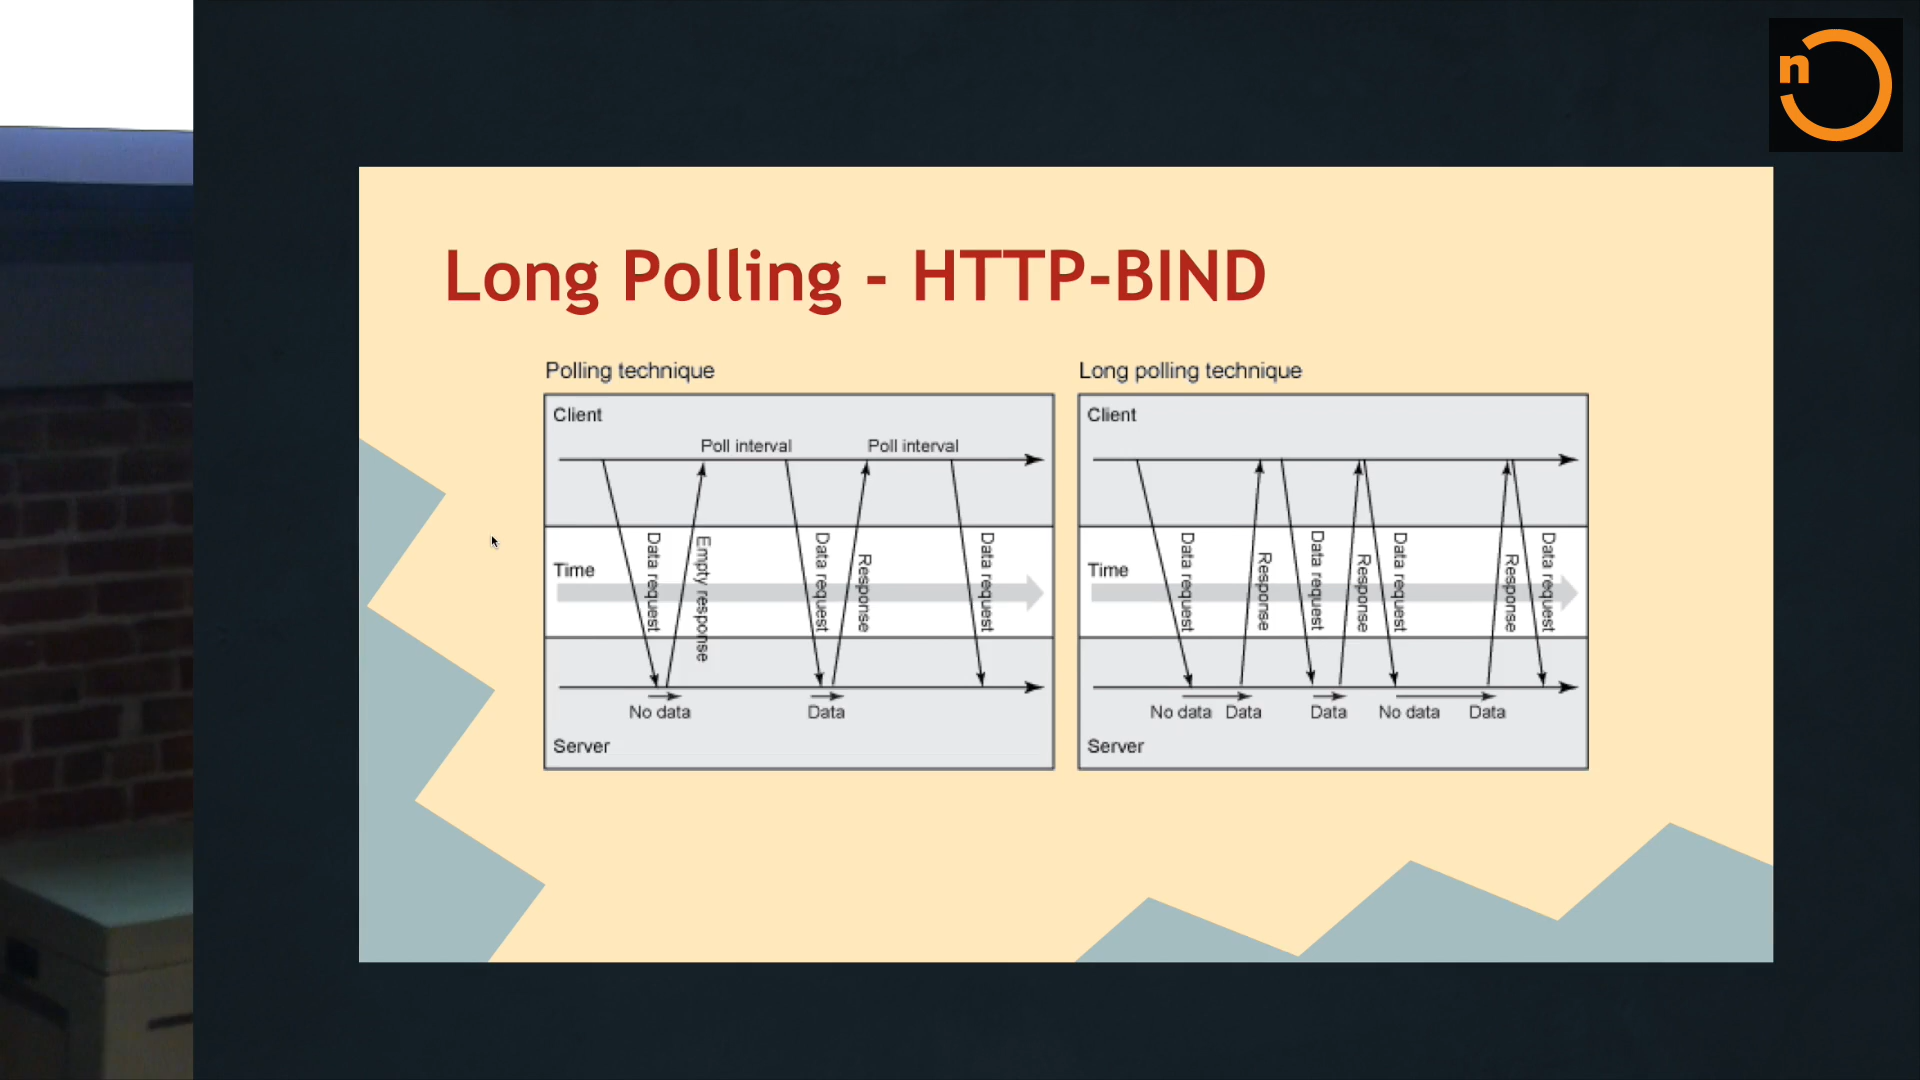 n
Long Polling - HTTP-BIND
Polling technique
Client
Poll interval
Poll interval
Time
Data request
Empty response
Data request
Response
Data request
No data
Data
Server
Long polling technique
Client
Time
Data request
Response
Data request
Response
Data request
Response
Data request
No data
Data
Data
No data
Data
Server